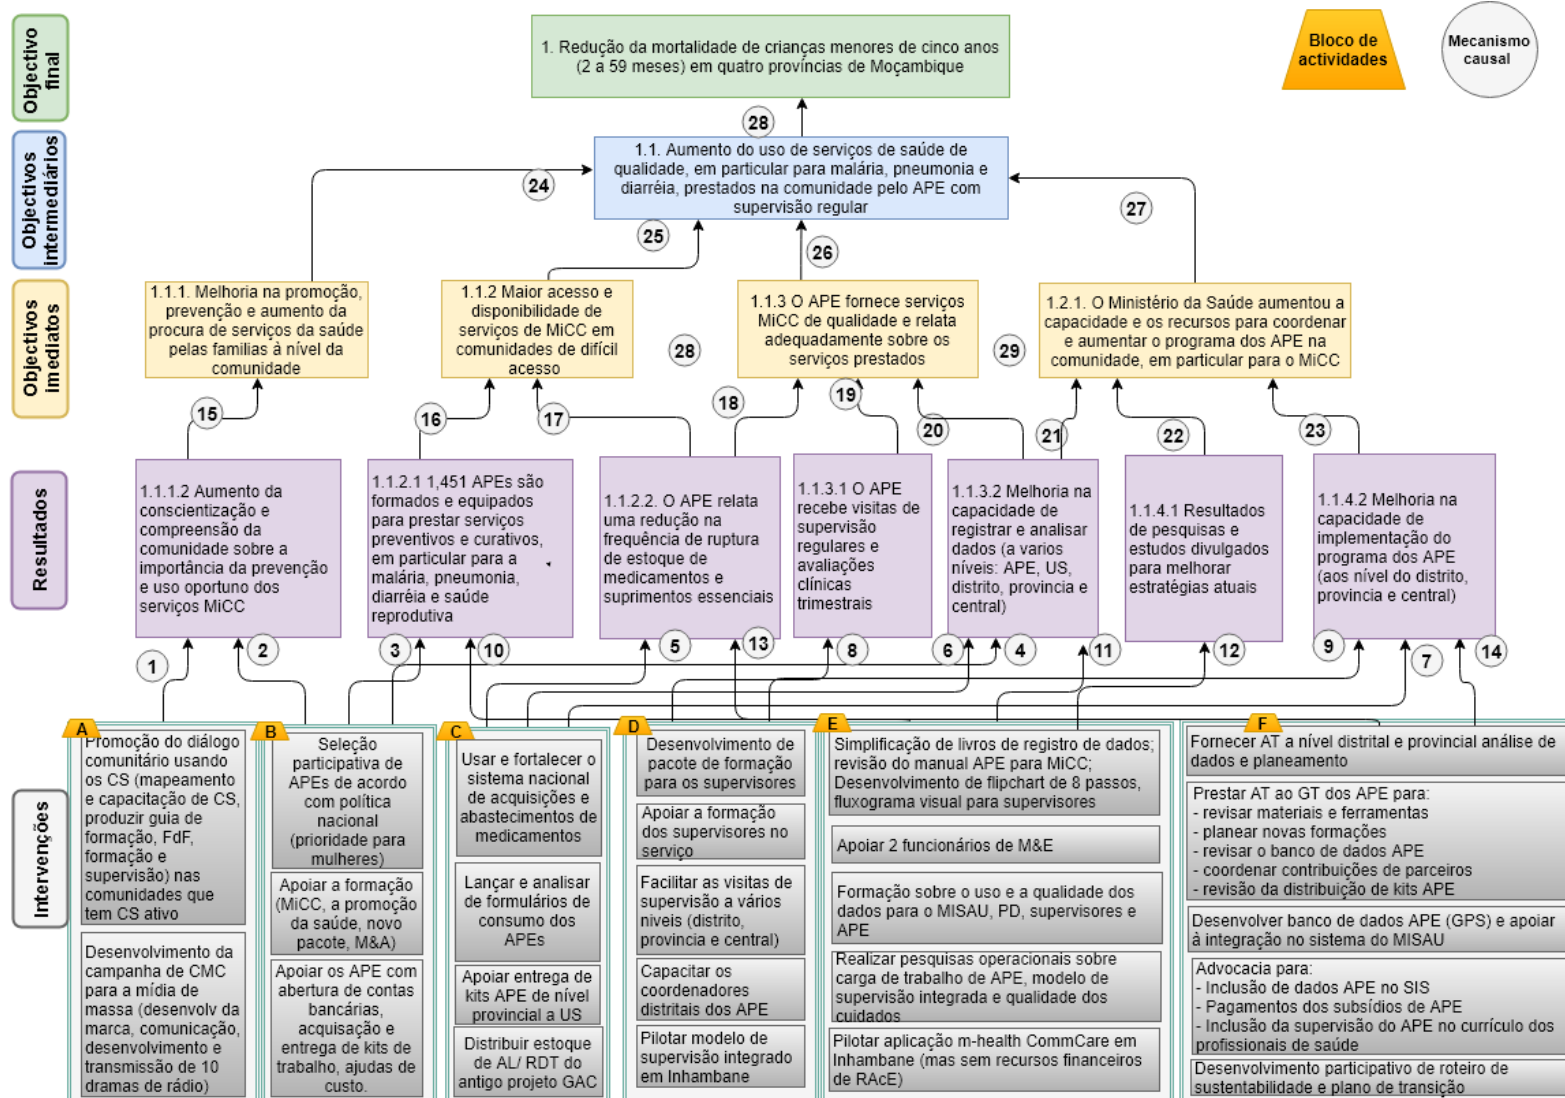 Objectivo
final
1. Redução da mortalidade de crianças menores de cinco anos
(2 a 59 meses) em quatro províncias de Moçambique
Bloco de
actividades
Mecanismo
causal
28
Objectivos
intermediários
1.1. Aumento do uso de serviços de saúde de
qualidade, em particular para malária, pneumonia e
diarréia, prestados na comunidade pelo APE com
supervisão regular
24
25
26
27
Objectivos
imediatos
1.1.1. Melhoria na promoção,
prevenção e aumento da
procura de serviços da saúde
pelas familias à nível da
comunidade
1.1.2 Maior acesso e
disponibilidade de
serviços de MiCC em
comunidades de difícil
acesso
28
1.1.3 O APE fornece serviços
MiCC de qualidade e relata
adequadamente sobre os
serviços prestados
29
1.2.1. O Ministério da Saúde aumentou a
capacidade e os recursos para coordenar
e aumentar o programa dos APE na
comunidade, em particular para o MiCC
15
16
17
18
19
20
21
22
23
Resultados
1.1.1.2 Aumento da
conscientização e
compreensão da
comunidade sobre a
importância da prevenção
e uso oportuno dos
serviços MiCC
1.1.2.1 1,451 APEs são
formados e equipados
para prestar serviços
preventivos e curativos,
em particular para a
malária, pneumonia,
diarréia e saúde
reprodutiva
1.1.2.2. O APE relata
uma redução na
frequência de ruptura
de estoque de
medicamentos e
suprimentos essenciais
1.1.3.1 O APE
recebe visitas de
supervisão
regulares e
avaliações
clínicas
trimestrais
1.1.3.2 Melhoria na
capacidade de
registrar e analisar
dados (a varios
níveis: APE, US,
distrito, provincia e
central)
1.1.4.1 Resultados
de pesquisas e
estudos divulgados
para melhorar
estratégias atuais
1.1.4.2 Melhoria na
capacidade de
implementação do
programa dos APE
(aos nível do distrito,
provincia e central)
1
2
3
10
5
13
8
6
4
11
12
9
7
14
Intervenções
A
Promoção do diálogo
comunitário usando
os CS (mapeamento
e capacitação de CS,
produzir guia de
formação, FdF,
formação e
supervisão) nas
comunidades que
tem CS ativo
Desenvolvimento da
campanha de CMC
para a mídia de
massa (desenvolv da
marca, comunicação,
desenvolvimento e
transmissão de 10
dramas de rádio)
B
Seleção
participativa de
APEs de acordo
com política
nacional
(prioridade para
mulheres)
Apoiar a formação
(MiCC, a promoção
da saúde, novo
pacote, M&A)
Apoiar os APE com
abertura de contas
bancárias,
acquisação e
entrega de kits de
trabalho, ajudas de
custo.
C
Usar e fortalecer o
sistema nacional
de acquisições e
abastecimentos de
medicamentos
Lançar e analisar
de formulários de
consumo dos
APEs
Apoiar entrega de
kits APE de nível
provincial a US
Distribuir estoque
de AL/ RDT do
antigo projeto GAC
D
Desenvolvimento de
pacote de formação
para os supervisores
Apoiar a formação
dos supervisores no
serviço
Facilitar as visitas de
supervisão a vários
niveis (distrito,
provincia e central)
Capacitar os
coordenadores
distritais dos APE
Pilotar modelo de
supervisão integrado
em Inhambane
E
Simplificação de livros de registro de dados;
revisão do manual APE para MiCC;
Desenvolvimento de flipchart de 8 passos,
fluxograma visual para supervisores
Apoiar 2 funcionários de M&E
Formação sobre o uso e a qualidade dos
dados para o MISAU, PD, supervisores e
APE
Realizar pesquisas operacionais sobre
carga de trabalho de APE, modelo de
supervisão integrada e qualidade dos
cuidados
Pilotar aplicação m-health CommCare em
Inhambane (mas sem recursos financeiros
de RAcE)
F
Fornecer AT a nível distrital e provincial análise de
dados e planeamento
Prestar AT ao GT dos APE para:
- revisar materiais e ferramentas
- planear novas formações
- revisar o banco de dados APE
- coordenar contribuições de parceiros
- revisão da distribuição de kits APE
Desenvolver banco de dados APE (GPS) e apoiar
à integração no sistema do MISAU
Advocacia para:
- Inclusão de dados APE no SIS
- Pagamentos dos subsídios de APE
- Inclusão da supervisão do APE no currículo dos
profissionais de saúde
Desenvolvimento participativo de roteiro de
sustentabilidade e plano de transição